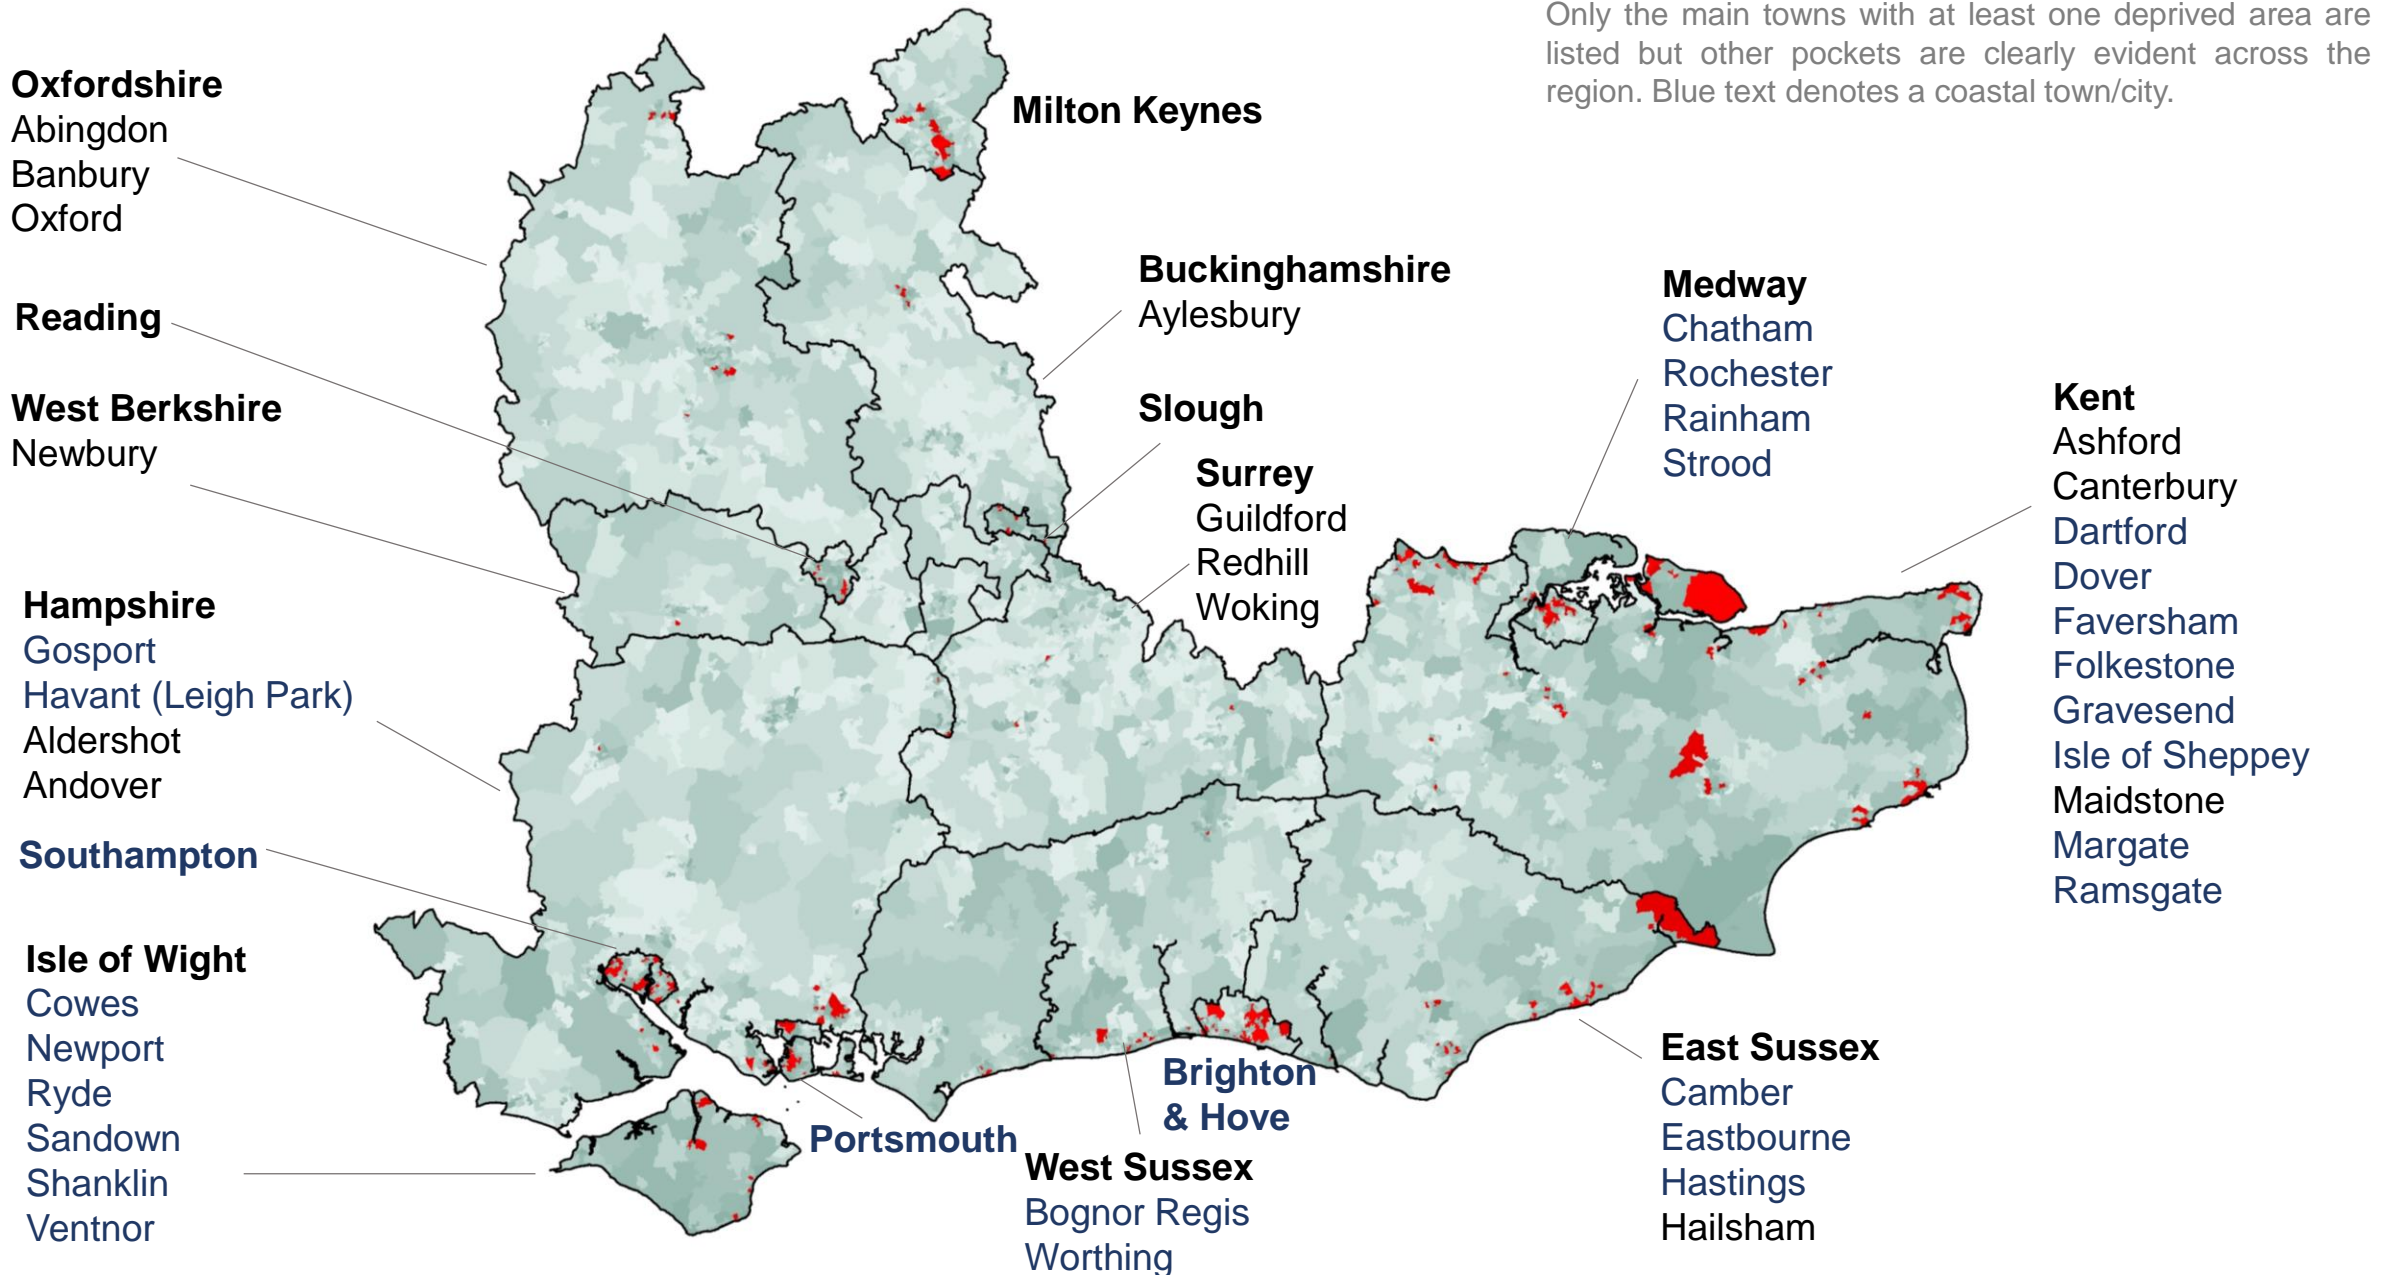 Only the main towns with at least one deprived area are
listed but other pockets are clearly evident across the
region. Blue text denotes a coastal town/city.
Oxfordshire
Abingdon
Banbury
Oxford
Milton Keynes
Reading
West Berkshire
Newbury
Buckinghamshire
Aylesbury
Slough
Surrey
Guildford
Redhill
Woking
Medway
Chatham
Rochester
Rainham
Strood
Kent
Ashford
Canterbury
Dartford
Dover
Faversham
Folkestone
Gravesend
Isle of Sheppey
Maidstone
Margate
Ramsgate
Hampshire
Gosport
Havant (Leigh Park)
Aldershot
Andover
Southampton
Isle of Wight
Cowes
Newport
Ryde
Sandown
Shanklin
Ventnor
Portsmouth
Brighton
& Hove
West Sussex
Bognor Regis
Worthing
East Sussex
Camber
Eastbourne
Hastings
Hailsham